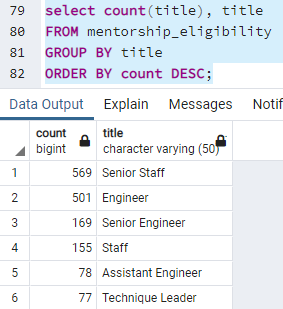 79 select count(title), title
80 FROM mentorship_eligibility
81 GROUP BY title
82 ORDER BY count DESC;
Data Output Explain Messages Notif
count title
bigint character varying (50)
1 569 Senior Staff
2 501 Engineer
3 169 Senior Engineer
4 155 Staff
5 78 Assistant Engineer
6 77 Technique Leader